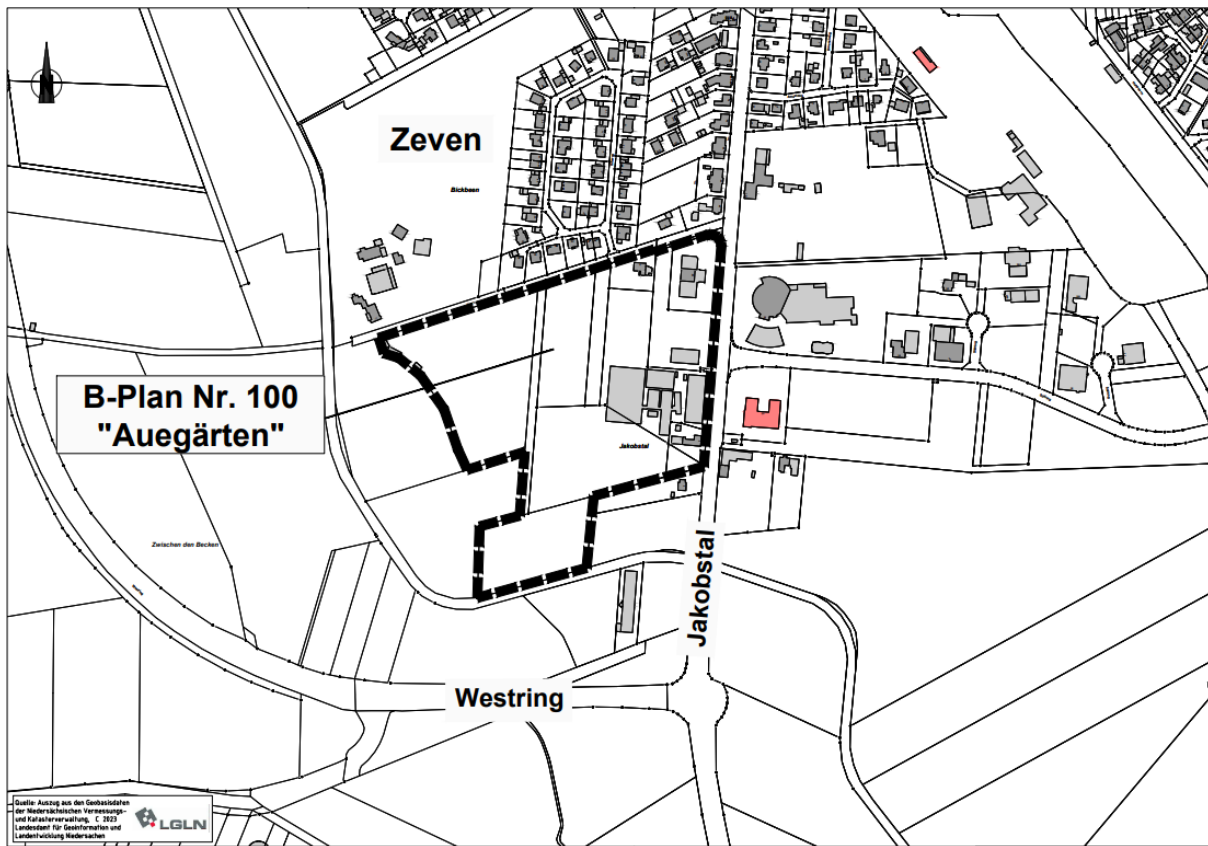 Zeven
Bickbeen
B-Plan Nr. 100
"Auegärten"
Jakobstal
Zwischen den Becken
Jakobstal
Westring
Quelle: Auszug aus den Geobasisdaten
der Niedersächsischen Vermessungs-
und Katasterverwaltung, C 2023
Landesamt für Geoinformation und
Landentwicklung Niedersachen
LGLN